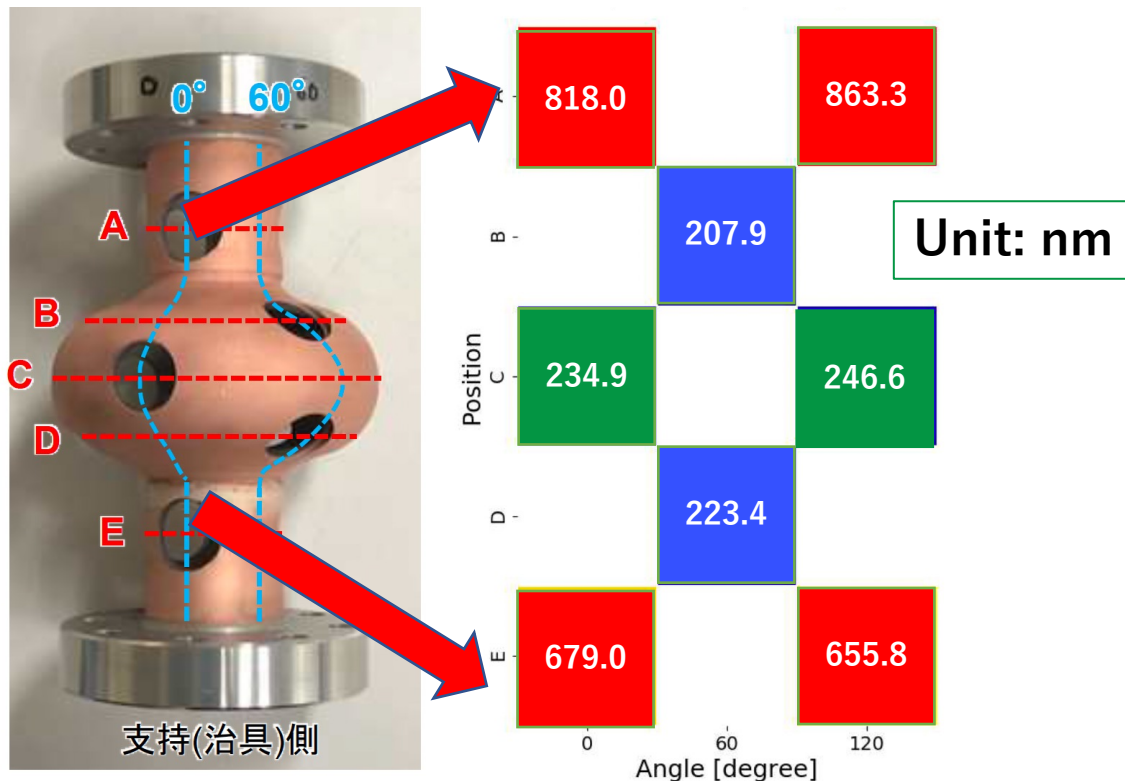 0°
60°
A
B
C
D
E
支持(治具)側
A
818.0
863.3
B
207.9
Unit: nm
Position
C
234.9
246.6
D
223.4
E
679.0
655.8
0
60
120
Angle [degree]